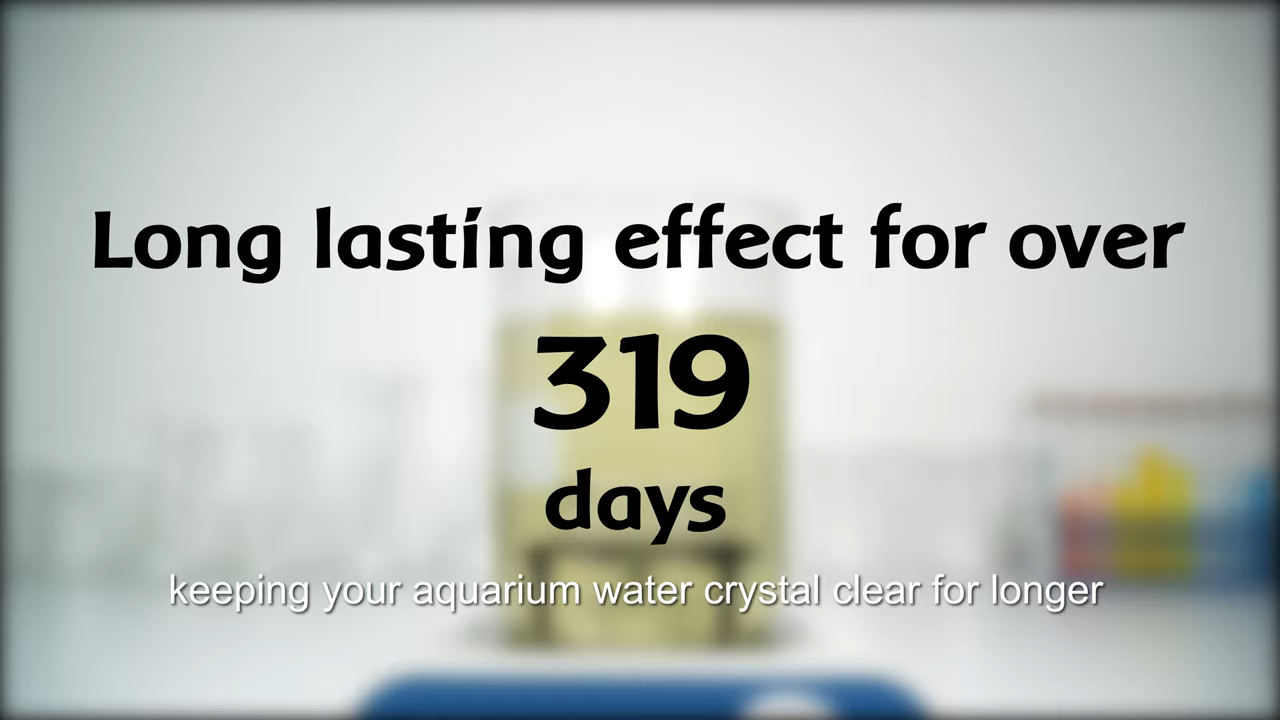 Long lasting effect for over
319
days
keeping your aquarium water crystal clear for longer